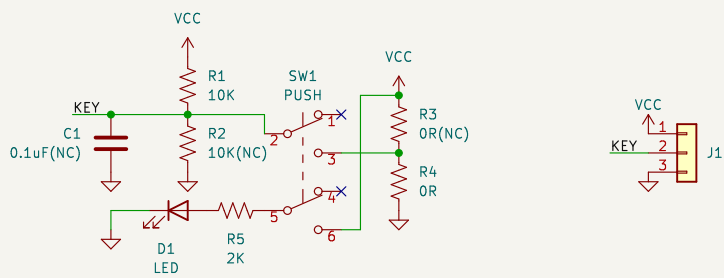 VCC
KEY
R1
10K
C1
0.1uF(NC)
R2
10K(NC)
SW1
PUSH
1
2
3
4
5
6
VCC
R3
0R(NC)
R4
0R
D1
LED
R5
2K
VCC
KEY
1
2
3
J1